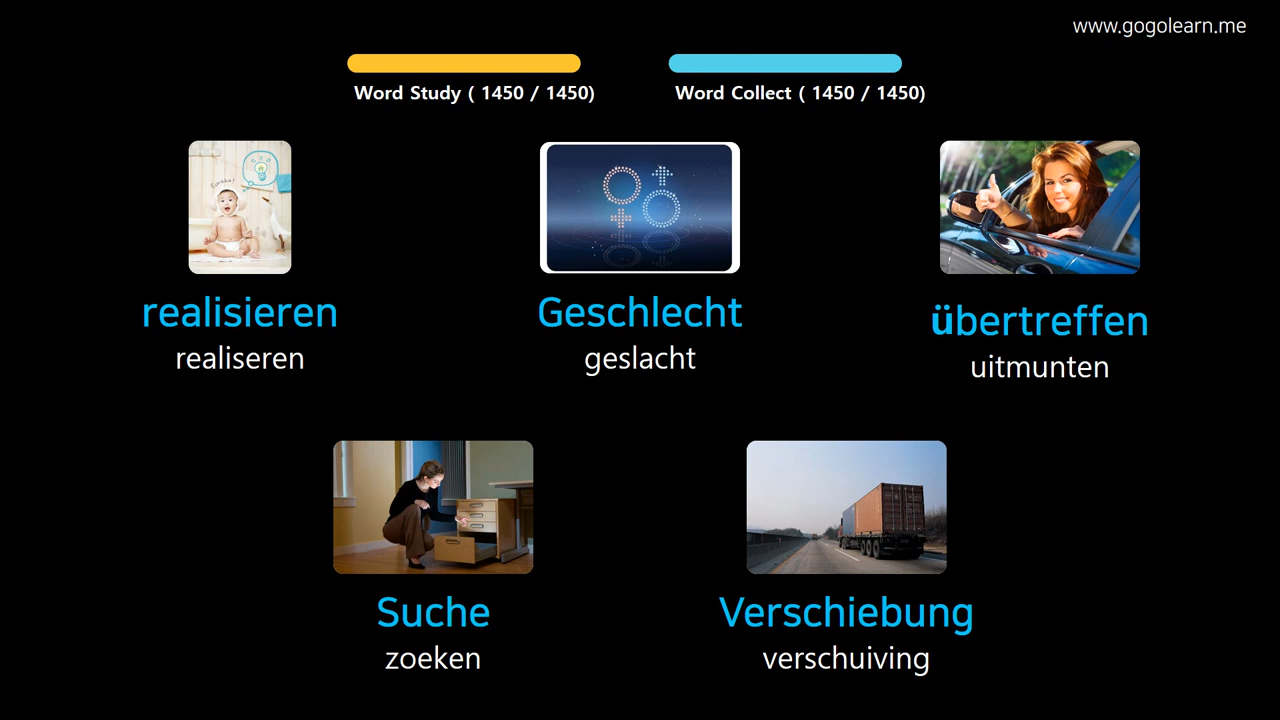 www.gogolearn.me
Word Study ( 1450 / 1450)
Word Collect ( 1450 / 1450)
Eureka!
realisieren
realiseren
Geschlecht
geslacht
übertreffen
uitmunten
Suche
zoeken
Verschiebung
verschuiving